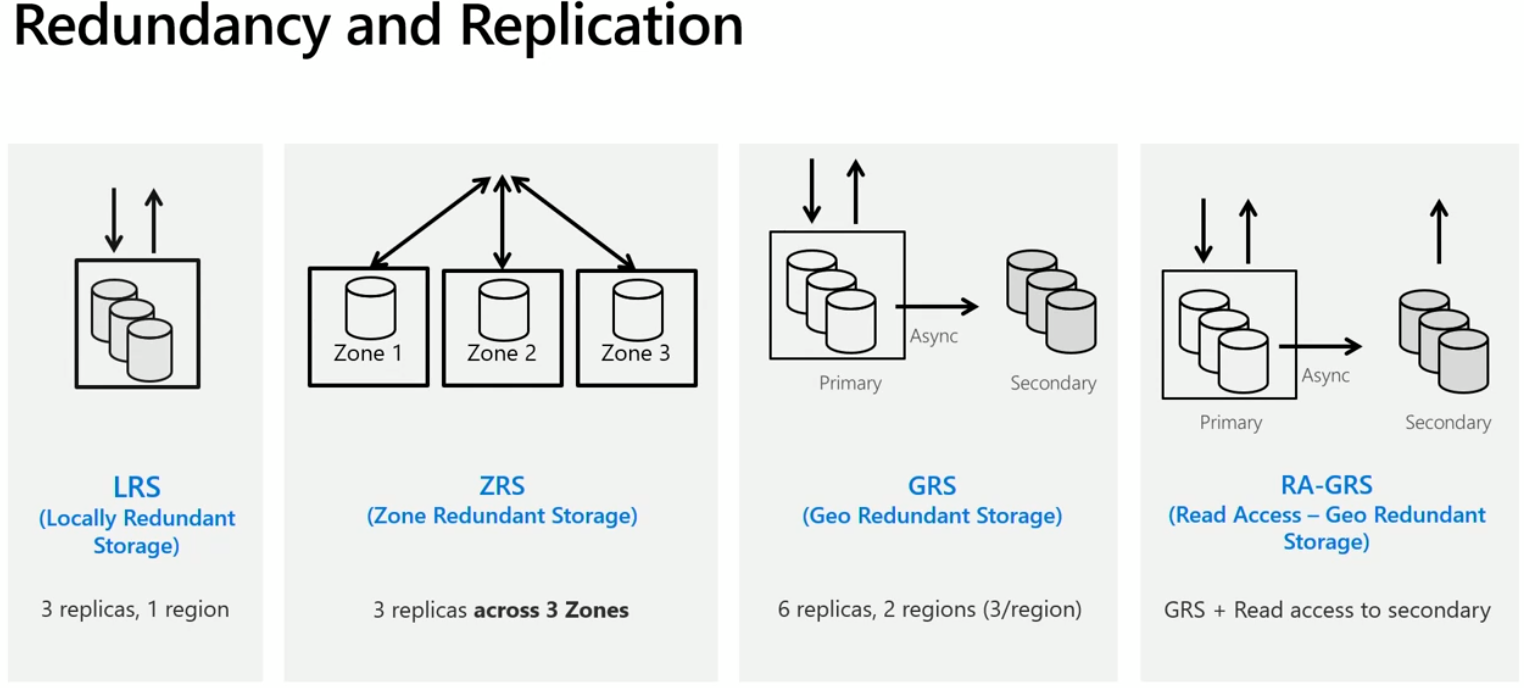 Redundancy and Replication
Zone 1
Zone 2
Zone 3
Async
Primary
Secondary
Async
Primary
Secondary
LRS
(Locally Redundant
Storage)
3 replicas, 1 region
ZRS
(Zone Redundant Storage)
3 replicas across 3 Zones
GRS
(Geo Redundant Storage)
6 replicas, 2 regions (3/region)
RA-GRS
(Read Access – Geo Redundant
Storage)
GRS + Read access to secondary